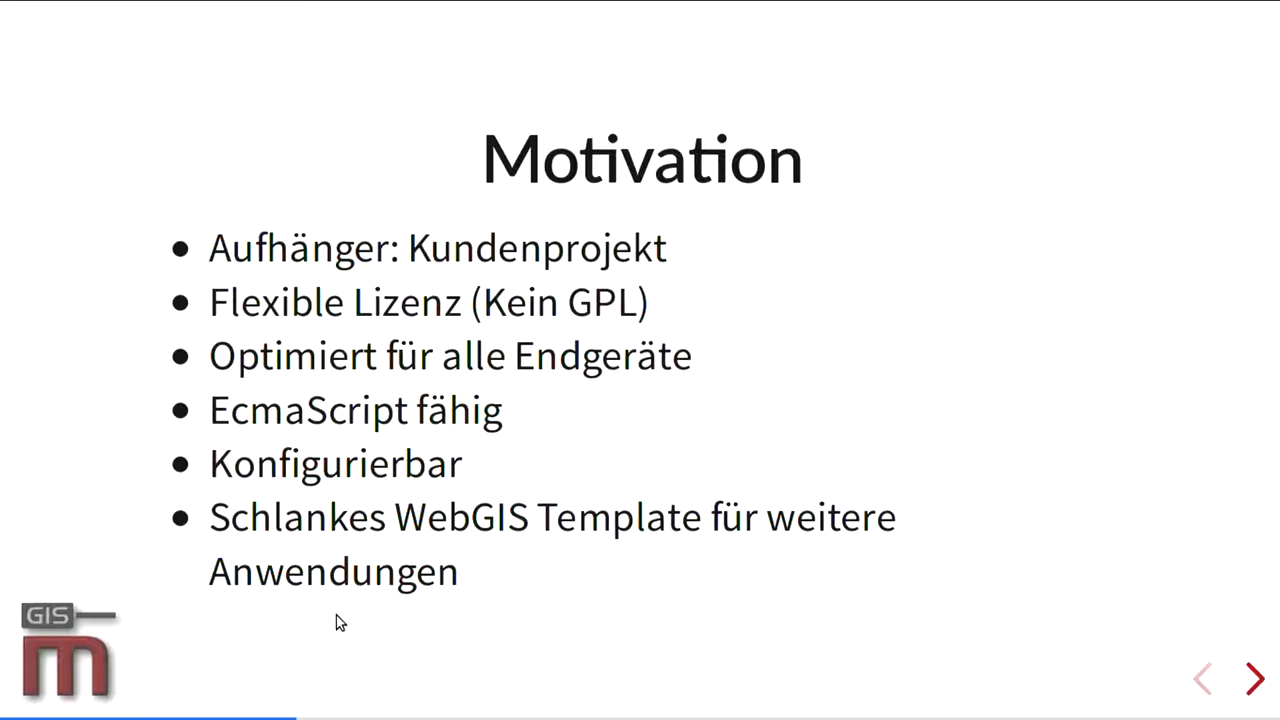 Motivation
Aufhänger: Kundenprojekt
Flexible Lizenz (Kein GPL)
Optimiert für alle Endgeräte
EcmaScript fähig
Konfigurierbar
Schlankes WebGIS Template für weitere
Anwendungen
GIS
m